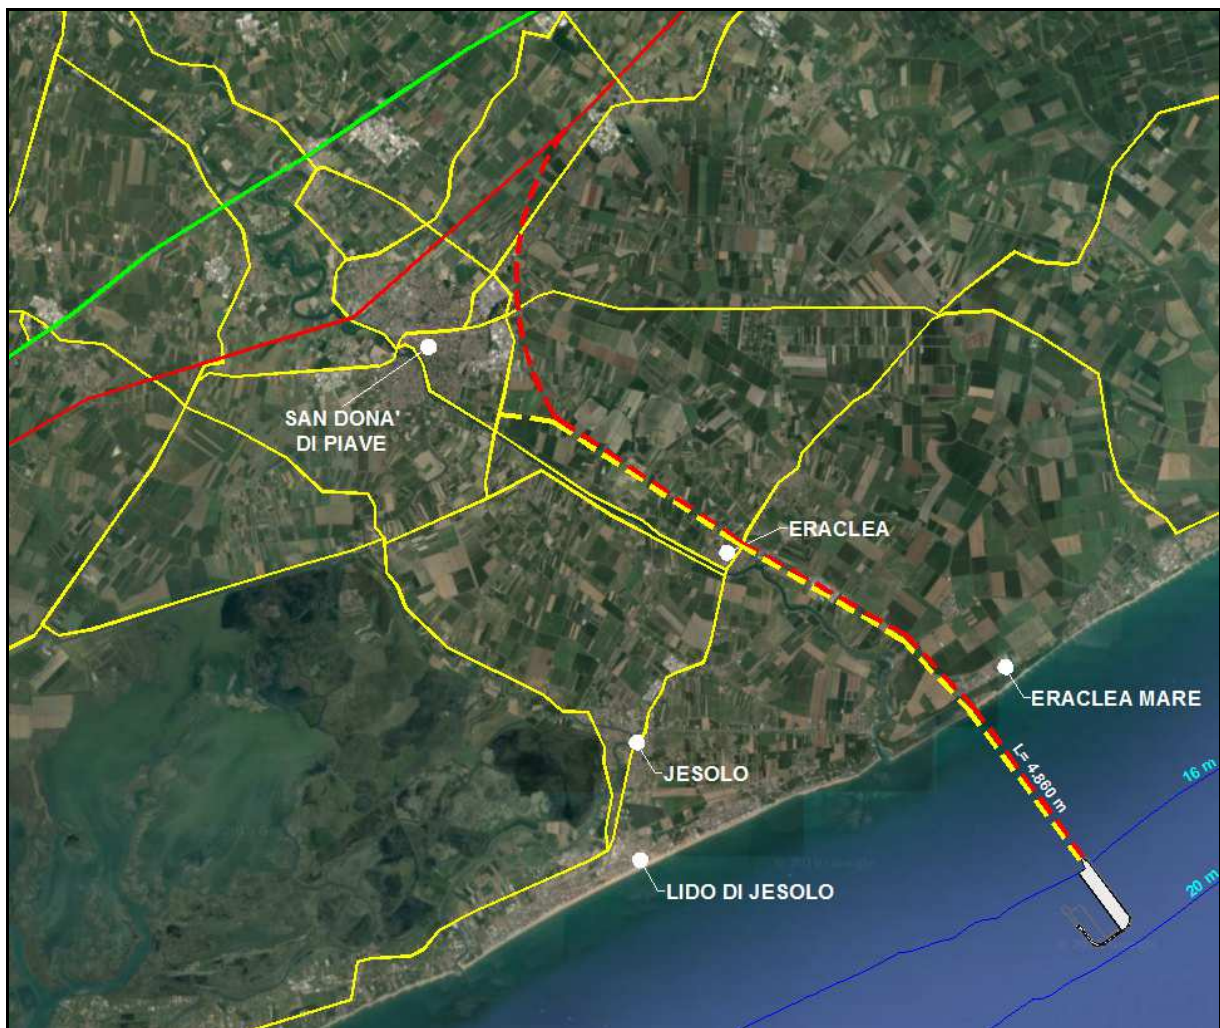 SAN DONA'
DI PIAVE
ERACLEA
ERACLEA MARE
L= 4.860 m
JESOLO
16 m
LIDO DI JESOLO
20 m